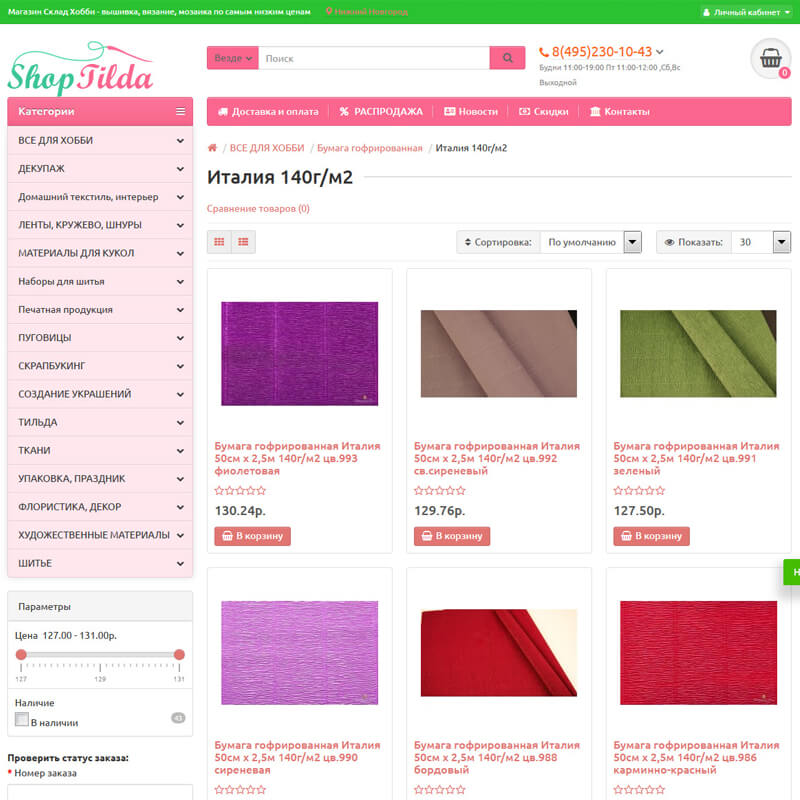 Магазин Склад Хобби - вышивка, вязание, мозаика по самым низким ценам
Нижний Новгород
Личный кабинет
Shop Tilda
Везде
Поиск
8(495)230-10-43
Будни 11:00-19:00 Пт 11:00-12:00 ,Сб,Вс
Выходной
0
Категории
Доставка и оплата
РАСПРОДАЖА
Новости
Скидки
Контакты
ВСЕ ДЛЯ ХОББИ
ДЕКУПАЖ
Домашний текстиль, интерьер
ЛЕНТЫ, КРУЖЕВО, ШНУРЫ
МАТЕРИАЛЫ ДЛЯ КУКОЛ
Наборы для шитья
Печатная продукция
ПУГОВИЦЫ
СКРАПБУКИНГ
СОЗДАНИЕ УКРАШЕНИЙ
ТИЛЬДА
ТКАНИ
УПАКОВКА, ПРАЗДНИК
ФЛОРИСТИКА, ДЕКОР
ХУДОЖЕСТВЕННЫЕ МАТЕРИАЛЫ
ШИТЬЕ
Параметры
Цена 127.00 - 131.00р.
127 129 131
Наличие
В наличии 43
Проверить статус заказа:
* Номер заказа
/ ВСЕ ДЛЯ ХОББИ / Бумага гофрированная / Италия 140г/м2
Италия 140г/м2
Сравнение товаров (0)
Сортировка: По умолчанию
Показать: 30
Бумага гофрированная Италия
50см х 2,5м 140г/м2 цв.993
фиолетовая
130.24р.
В корзину
Бумага гофрированная Италия
50см х 2,5м 140г/м2 цв.992
св.сиреневый
129.76р.
В корзину
Бумага гофрированная Италия
50см х 2,5м 140г/м2 цв.991
зеленый
127.50р.
В корзину
Н
Бумага гофрированная Италия
50см х 2,5м 140г/м2 цв.990
сиреневая
Бумага гофрированная Италия
50см х 2,5м 140г/м2 цв.988
бордовый
Бумага гофрированная Италия
50см х 2,5м 140г/м2 цв.986
карминно-красный